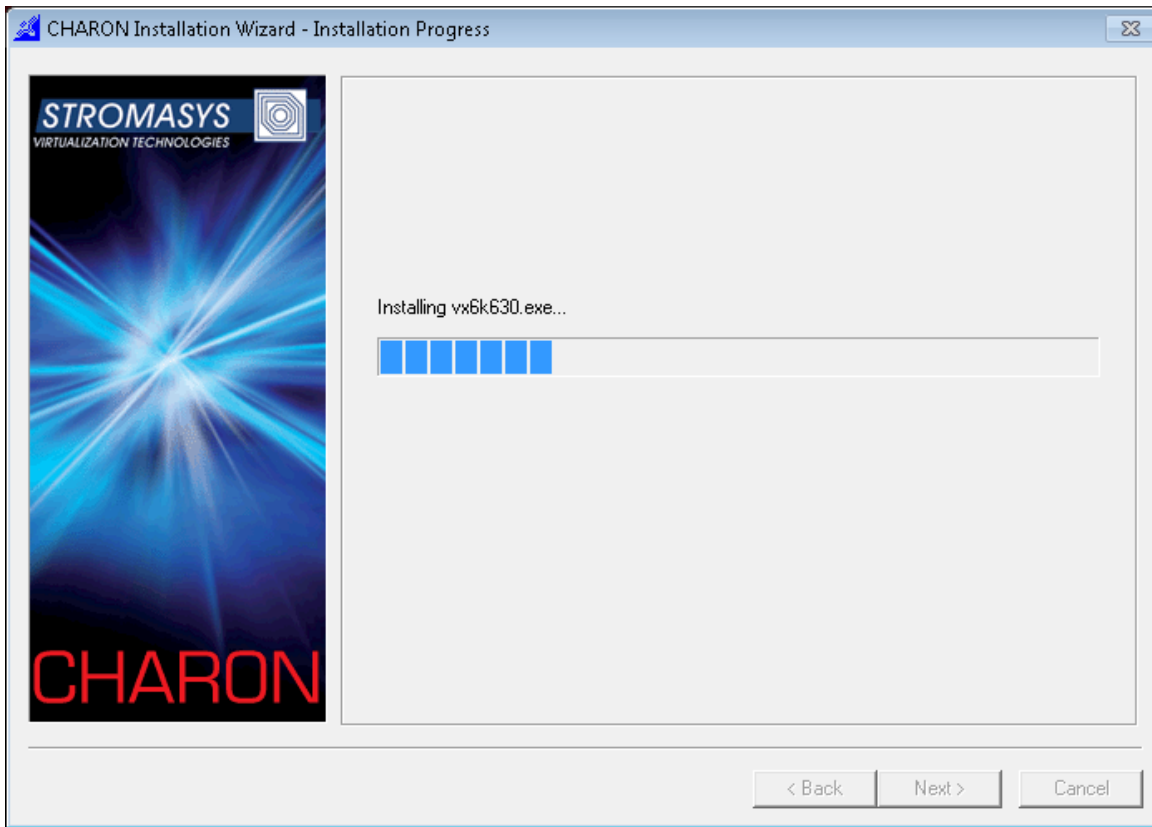 CHARON Installation Wizard - Installation Progress
STROMASYS
VIRTUALIZATION TECHNOLOGIES
Installing vx6k630.exe...
CHARON
< Back
Next >
Cancel